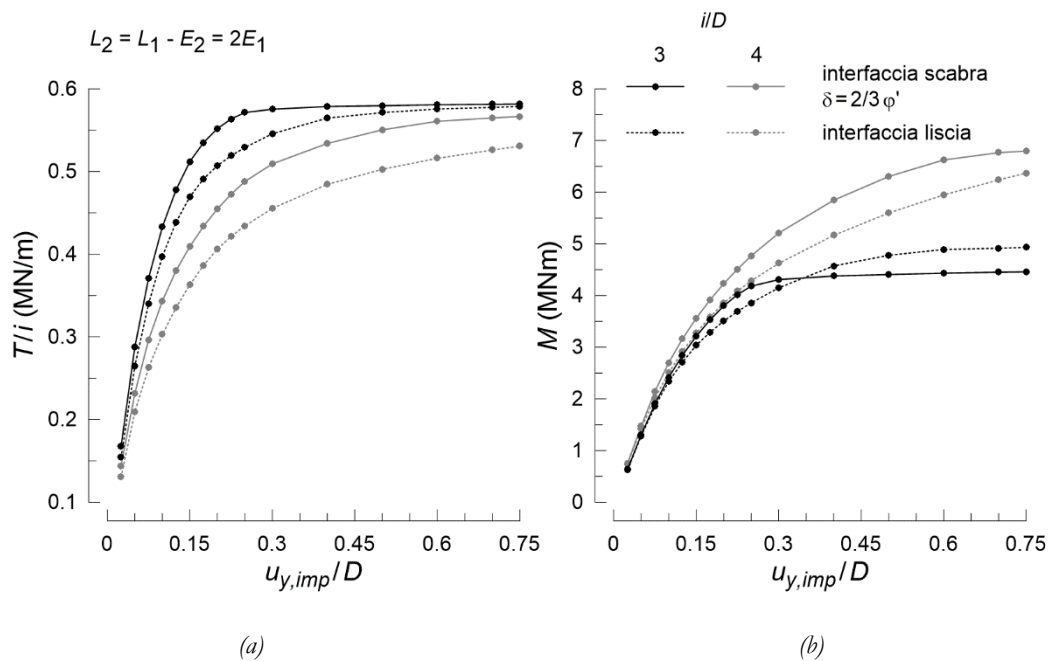 L2 = L1 - E2 = 2E1
i/D
3 4
interfaccia scabra
δ = 2/3 φ'
interfaccia liscia
0.6
0.5
0.4
0.3
0.2
0.1
T/i (MN/m)
0 0.15 0.3 0.45 0.6 0.75
uy,imp/D
(a)
8
7
6
5
4
3
2
1
0
M (MNm)
0 0.15 0.3 0.45 0.6 0.75
uy,imp/D
(b)